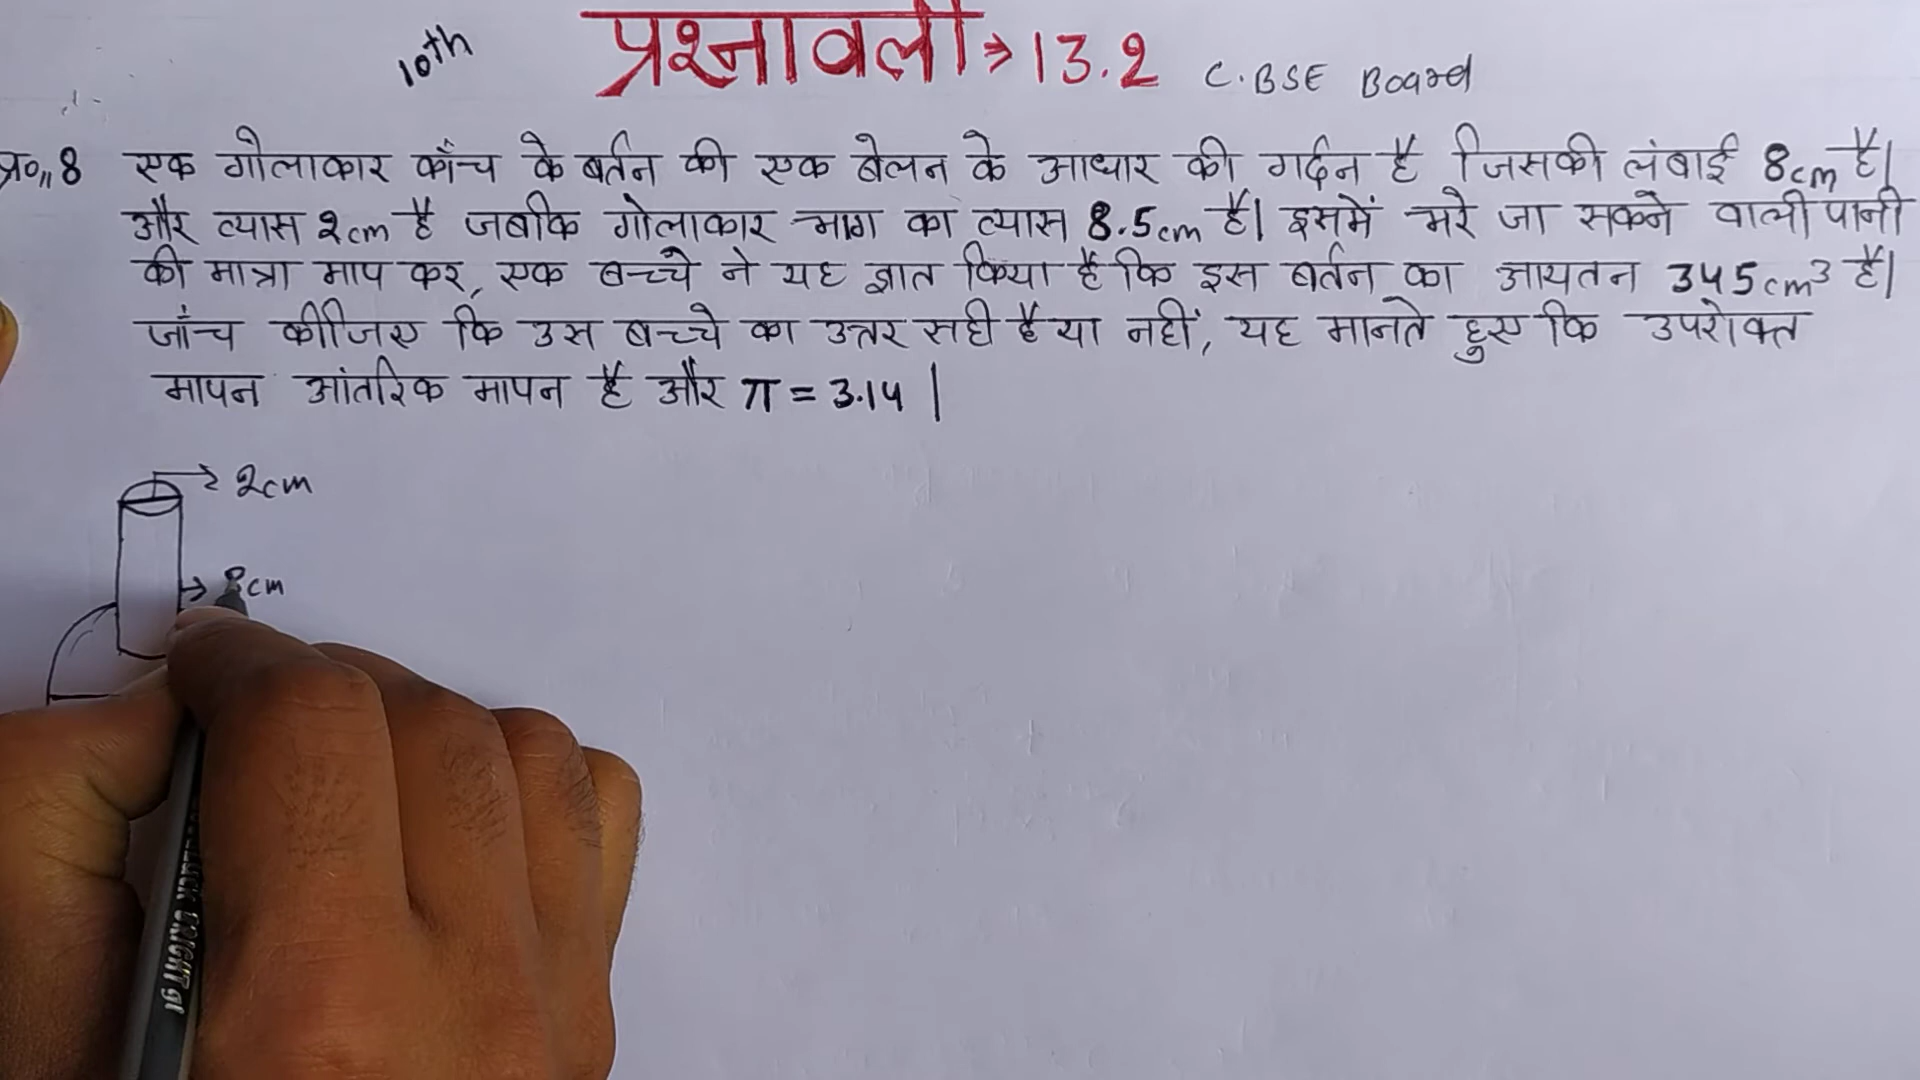 10th प्रश्नावली ⇒ 13.2 C.BSE Board
प्र०,, 8 एक गोलाकार काँच के बर्तन की एक बेलन के आधार की गर्दन है जिसकी लंबाई 8cm है।
और व्यास 2cm है जबकि गोलाकार भाग का व्यास 8.5cm है। इसमें भरे जा सकने वाली पानी
की मात्रा माप कर, एक बच्चे ने यह ज्ञात किया है कि इस बर्तन का आयतन 345cm³ है।
जाँच कीजिए कि उस बच्चे का उत्तर सही है या नहीं, यह मानते हुए कि उपरोक्त
मापन आंतरिक मापन है और π = 3.14 |
→ 2cm
→ 8cm